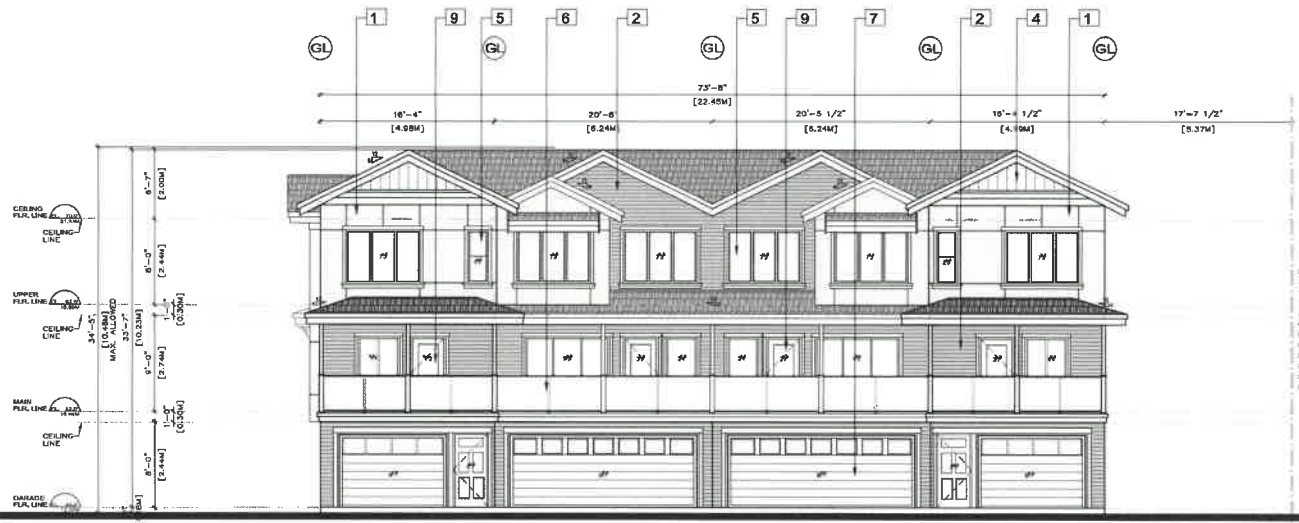 1 9 5 6 2 5 9 7 2 4 1
GL GL GL GL GL
73'-8"
[22.45M]
16'-4" 20'-6" 20'-5 1/2" 17'-7 1/2"
[4.98M] [6.24M] [6.24M] [5.37M]
6'-7"
[2.00M]
CEILING
FLR. LINE
CEILING
LINE
8'-0"
[2.44M]
UPPER
FLR. LINE
CEILING
LINE
1'-0"
[0.30M]
34'-5"
[10.48M]
MAX. ALLOWED
33'-7"
[10.23M]
9'-0"
[2.74M]
MAIN
FLR. LINE
CEILING
LINE
1'-0"
[0.30M]
8'-0"
[2.44M]
GARAGE
FLR. LINE